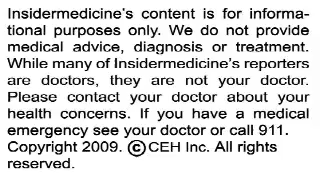 Insidermedicine's content is for informa-
tional purposes only. We do not provide
medical advice, diagnosis or treatment.
While many of Insidermedicine's reporters
are doctors, they are not your doctor.
Please contact your doctor about your
health concerns. If you have a medical
emergency see your doctor or call 911.
Copyright 2009. ©CEH Inc. All rights
reserved.